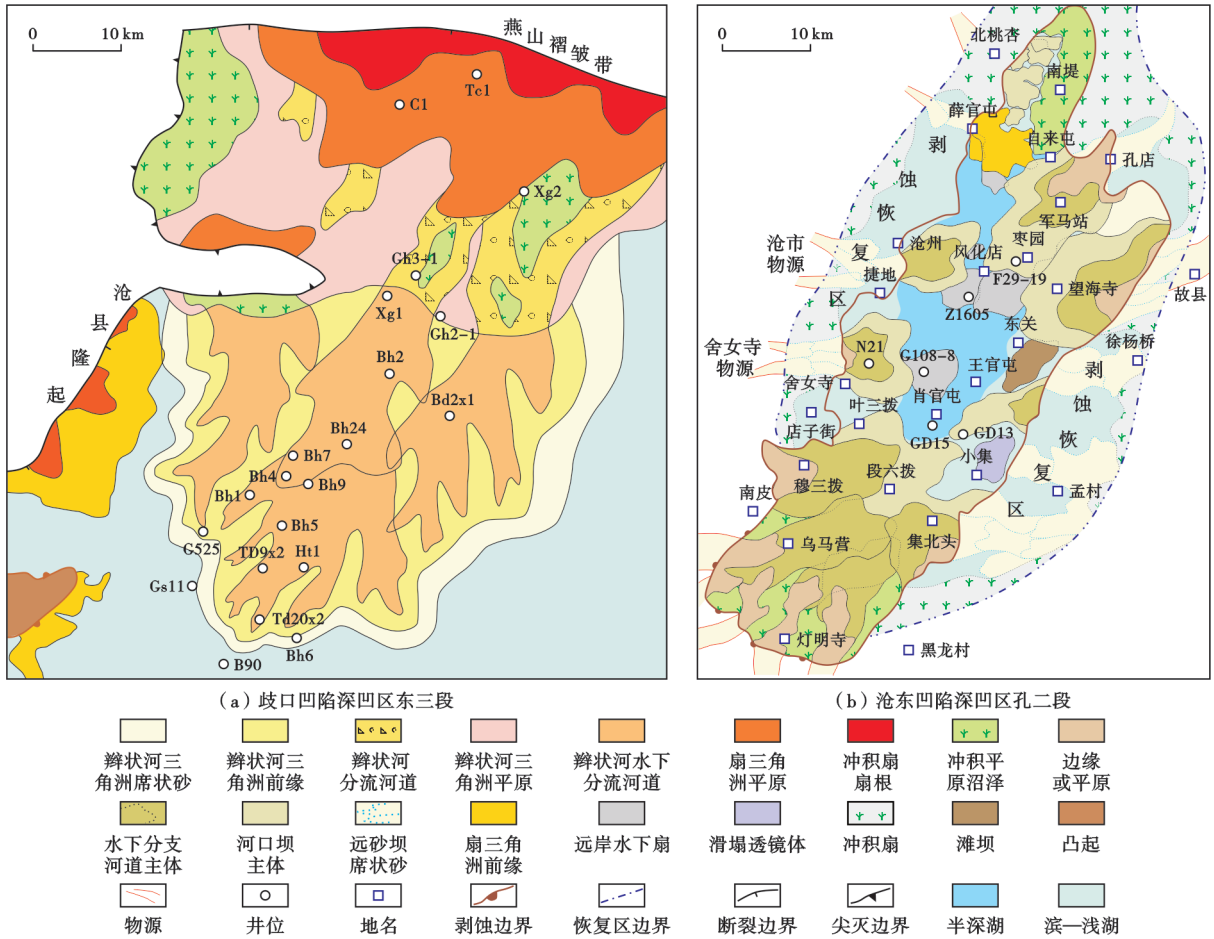 0 10 km
燕山褶皱带
Tc1
C1
Xg2
Gh3-1
Xg1
Gh2-1
沧县隆起
Bh2
Bd2x1
Bh24
Bh7
Bh4
Bh9
Bh1
Bh5
G525
TD9x2
Ht1
Gs11
Td20x2
Bh6
B90
(a)歧口凹陷深凹区东三段
0 10 km
北桃杏
南堤
薛官屯
自来屯
孔店
剥蚀恢复区
军马站
沧州
枣园
风化店
沧市
物源
捷地
F29-19
望海寺
故县
Z1605
东关
徐杨桥
舍女寺
物源
N21
G108-8
王官屯
剥蚀恢复区
舍女寺
叶三拨
肖官屯
店子街
GD15
GD13
小集
穆三拨
段六拨
孟村
南皮
乌马营
集北头
灯明寺
黑龙村
(b)沧东凹陷深凹区孔二段
辫状河三
角洲席状砂
辫状河三
角洲前缘
辫状河
分流河道
辫状河三
角洲平原
辫状河水下
分流河道
扇三角
洲平原
冲积扇
扇根
冲积平
原沼泽
边缘
或平原
水下分支
河道主体
河口坝
主体
远砂坝
席状砂
扇三角
洲前缘
远岸水下扇
滑塌透镜体
冲积扇
滩坝
凸起
物源
井位
地名
剥蚀边界
恢复区边界
断裂边界
尖灭边界
半深湖
滨—浅湖